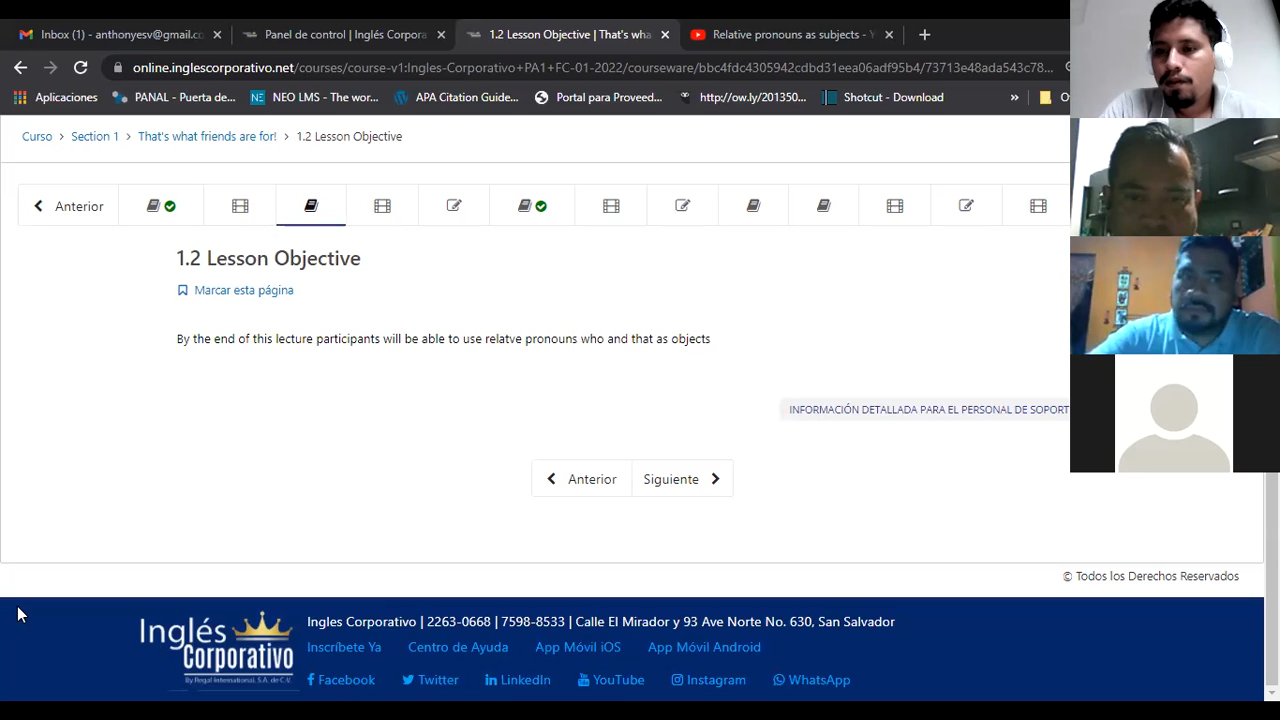 Inbox (1) - anthonyesv@gmail.co
Panel de control | Inglés Corpora
1.2 Lesson Objective | That's wha
Relative pronouns as subjects - Y
online.inglescorporativo.net/courses/course-v1:Ingles-Corporativo+PA1+FC-01-2022/courseware/bbc4fdc4305942cdbd31eea06adf95b4/73713e48ada543c78...
Aplicaciones
PANAL - Puerta de...
NEO LMS - The wor...
APA Citation Guide...
Portal para Proveed...
http://ow.ly/201350...
Shotcut - Download
»
Curso > Section 1 > That's what friends are for! > 1.2 Lesson Objective
Anterior
1.2 Lesson Objective
Marcar esta página
By the end of this lecture participants will be able to use relatve pronouns who and that as objects
INFORMACIÓN DETALLADA PARA EL PERSONAL DE SOPORT
Anterior
Siguiente
© Todos los Derechos Reservados
Inglés
Corporativo
By Regal International, S.A. de C.V.
Ingles Corporativo | 2263-0668 | 7598-8533 | Calle El Mirador y 93 Ave Norte No. 630, San Salvador
Inscríbete Ya
Centro de Ayuda
App Móvil iOS
App Móvil Android
Facebook
Twitter
LinkedIn
YouTube
Instagram
WhatsApp